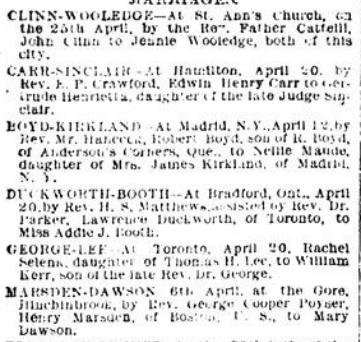 MARRIAGES
CLINN-WOOLEDGE—At St. Ann's Church, on
the 25th April, by the Rev. Father Cattelli,
John Clinn to Jennie Wooledge, both of this
city.
CARR-SINCLAIR—At Hamilton, April 20, by
Rev. E. P. Crawford, Edwin Henry Carr to Ger-
trude Henrietta, daughter of the late Judge Sin-
clair.
BOYD-KIRKLAND—At Madrid, N.Y., April 12, by
Rev. Mr. Hancock, Robert Boyd, son of R. Boyd,
of Anderson's Corners, Que., to Nellie Maude,
daughter of Mrs. James Kirkland, of Madrid,
N. Y.
DUCKWORTH-BOOTH—At Bradford, Ont., April
20, by Rev. H. S. Matthews, assisted by Rev. Dr.
Parker, Lawrence Duckworth, of Toronto, to
Miss Addie J. Booth.
GEORGE-LEE—At Toronto, April 20, Rachel
Selena, daughter of Thomas H. Lee, to William
Kerr, son of the late Rev. Dr. George.
MARSDEN-DAWSON—6th April, at the Gore,
Hinchinbrook, by Rev. George Cooper Poyser,
Henry Marsden, of Boston, U. S., to Mary
Dawson.